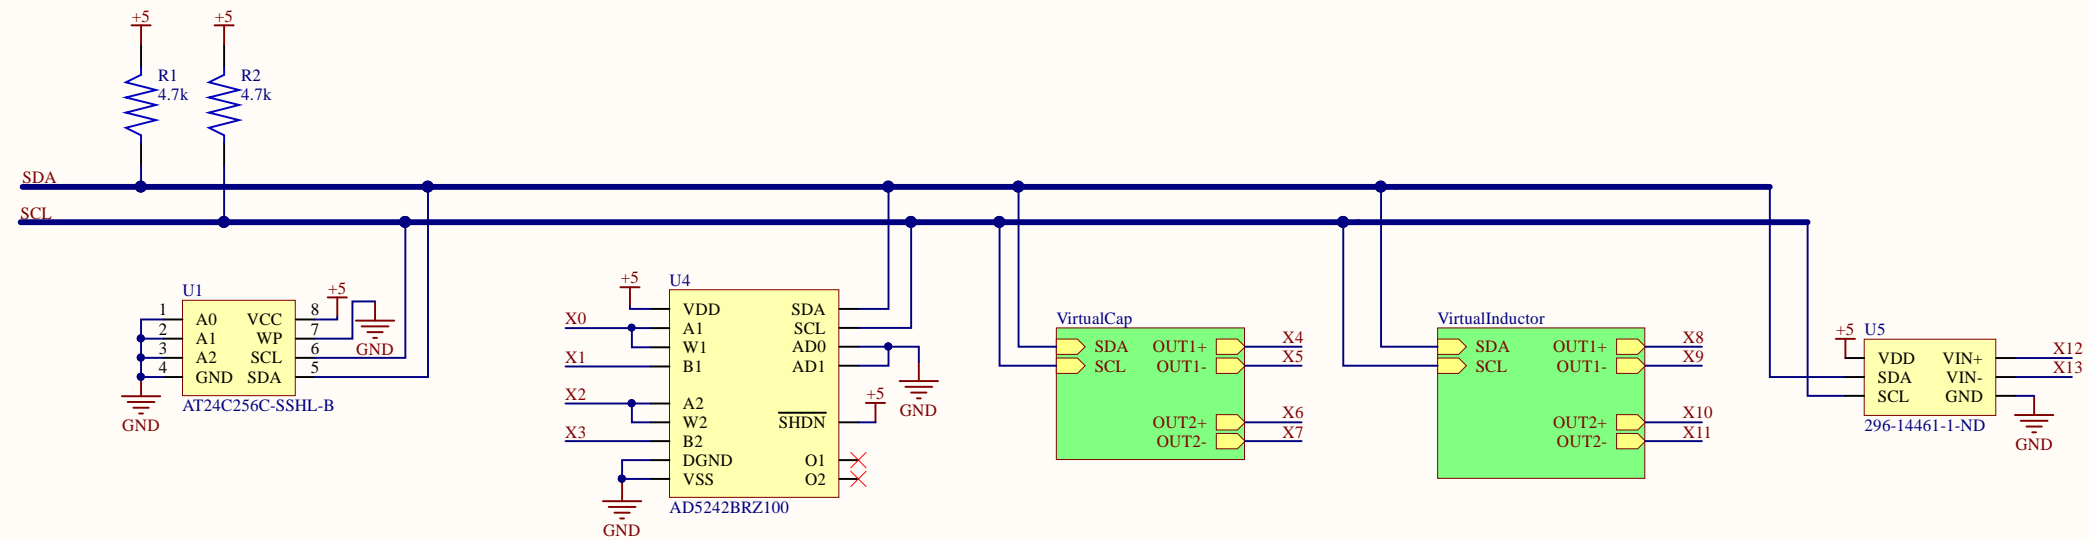 +5
+5
R1
4.7k
R2
4.7k
SDA
SCL
U1
+5
1 A0 VCC 8
2 A1 WP 7
3 A2 SCL 6
4 GND SDA 5
GND
AT24C256C-SSHL-B
GND
+5
U4
VDD SDA
X0 A1 SCL
W1 AD0
X1 B1 AD1
GND
X2 A2
+5
W2 SHDN
X3 B2
DGND O1
VSS O2
AD5242BRZ100
GND
VirtualCap
SDA OUT1+ X4
SCL OUT1- X5
OUT2+ X6
OUT2- X7
VirtualInductor
SDA OUT1+ X8
SCL OUT1- X9
OUT2+ X10
OUT2- X11
+5
U5
VDD VIN+ X12
SDA VIN- X13
SCL GND
296-14461-1-ND
GND